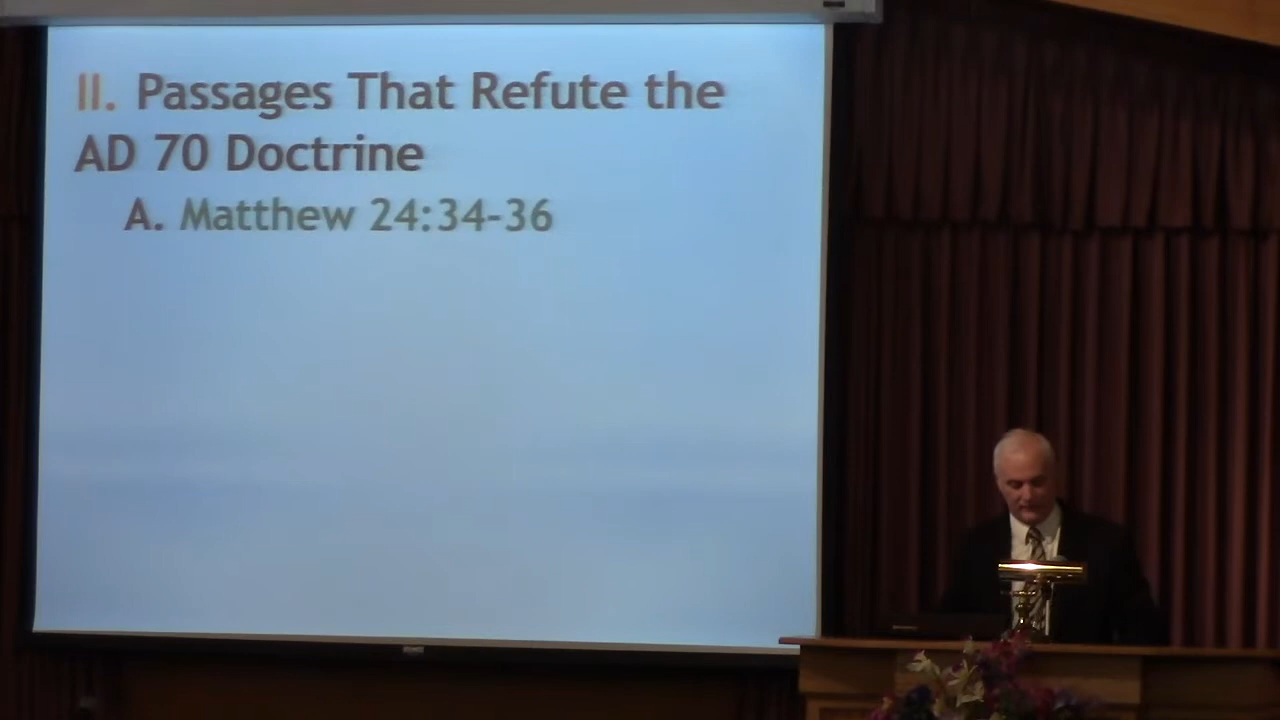 II. Passages That Refute the
AD 70 Doctrine
A. Matthew 24:34-36